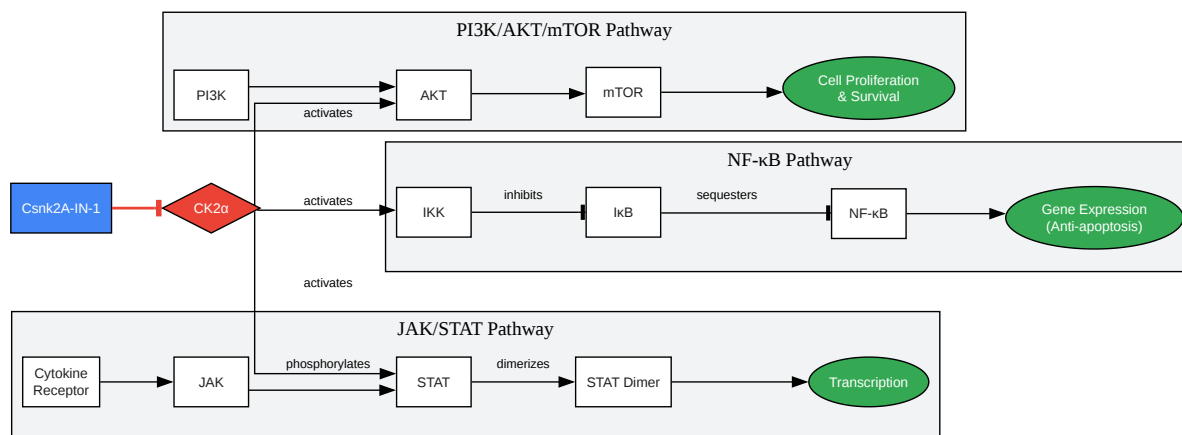 PI3K/AKT/mTOR Pathway
PI3K
activates
AKT
mTOR
Cell Proliferation
& Survival
NF-κB Pathway
Csnk2A-IN-1
CK2α
activates
IKK
inhibits
IκB
sequesters
NF-κB
Gene Expression
(Anti-apoptosis)
activates
JAK/STAT Pathway
Cytokine
Receptor
JAK
phosphorylates
STAT
dimerizes
STAT Dimer
Transcription